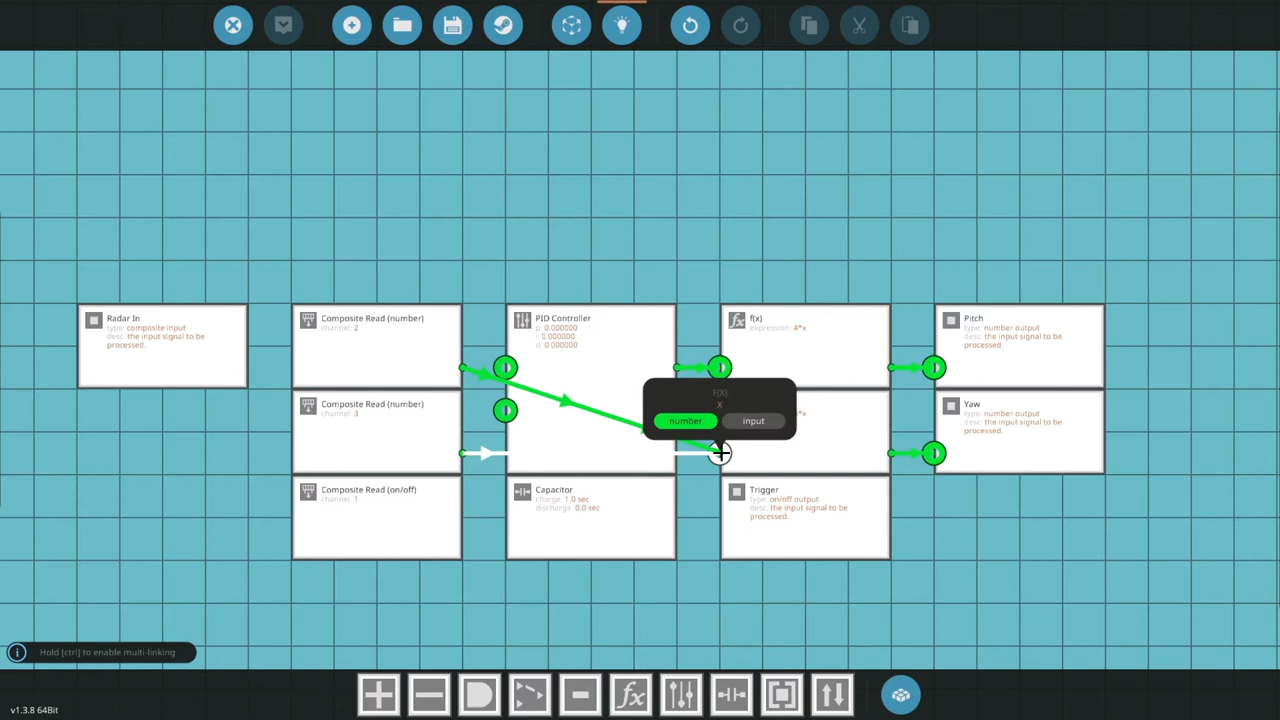 Radar In
type: composite input
desc: the input signal to be
processed.
Composite Read (number)
channel: 2
PID Controller
p: 0.000000
i: 0.000000
d: 0.000000
f(x)
expression: 4*x
Pitch
type: number output
desc: the input signal to be
processed.
Composite Read (number)
channel: 3
F(X)
X
number
input
*x
Yaw
type: number output
desc: the input signal to be
processed.
Composite Read (on/off)
channel: 1
Capacitor
charge: 1.0 sec
discharge: 0.0 sec
Trigger
type: on/off output
desc: the input signal to be
processed.
Hold [ctrl] to enable multi-linking
fx
v1.3.8 64Bit